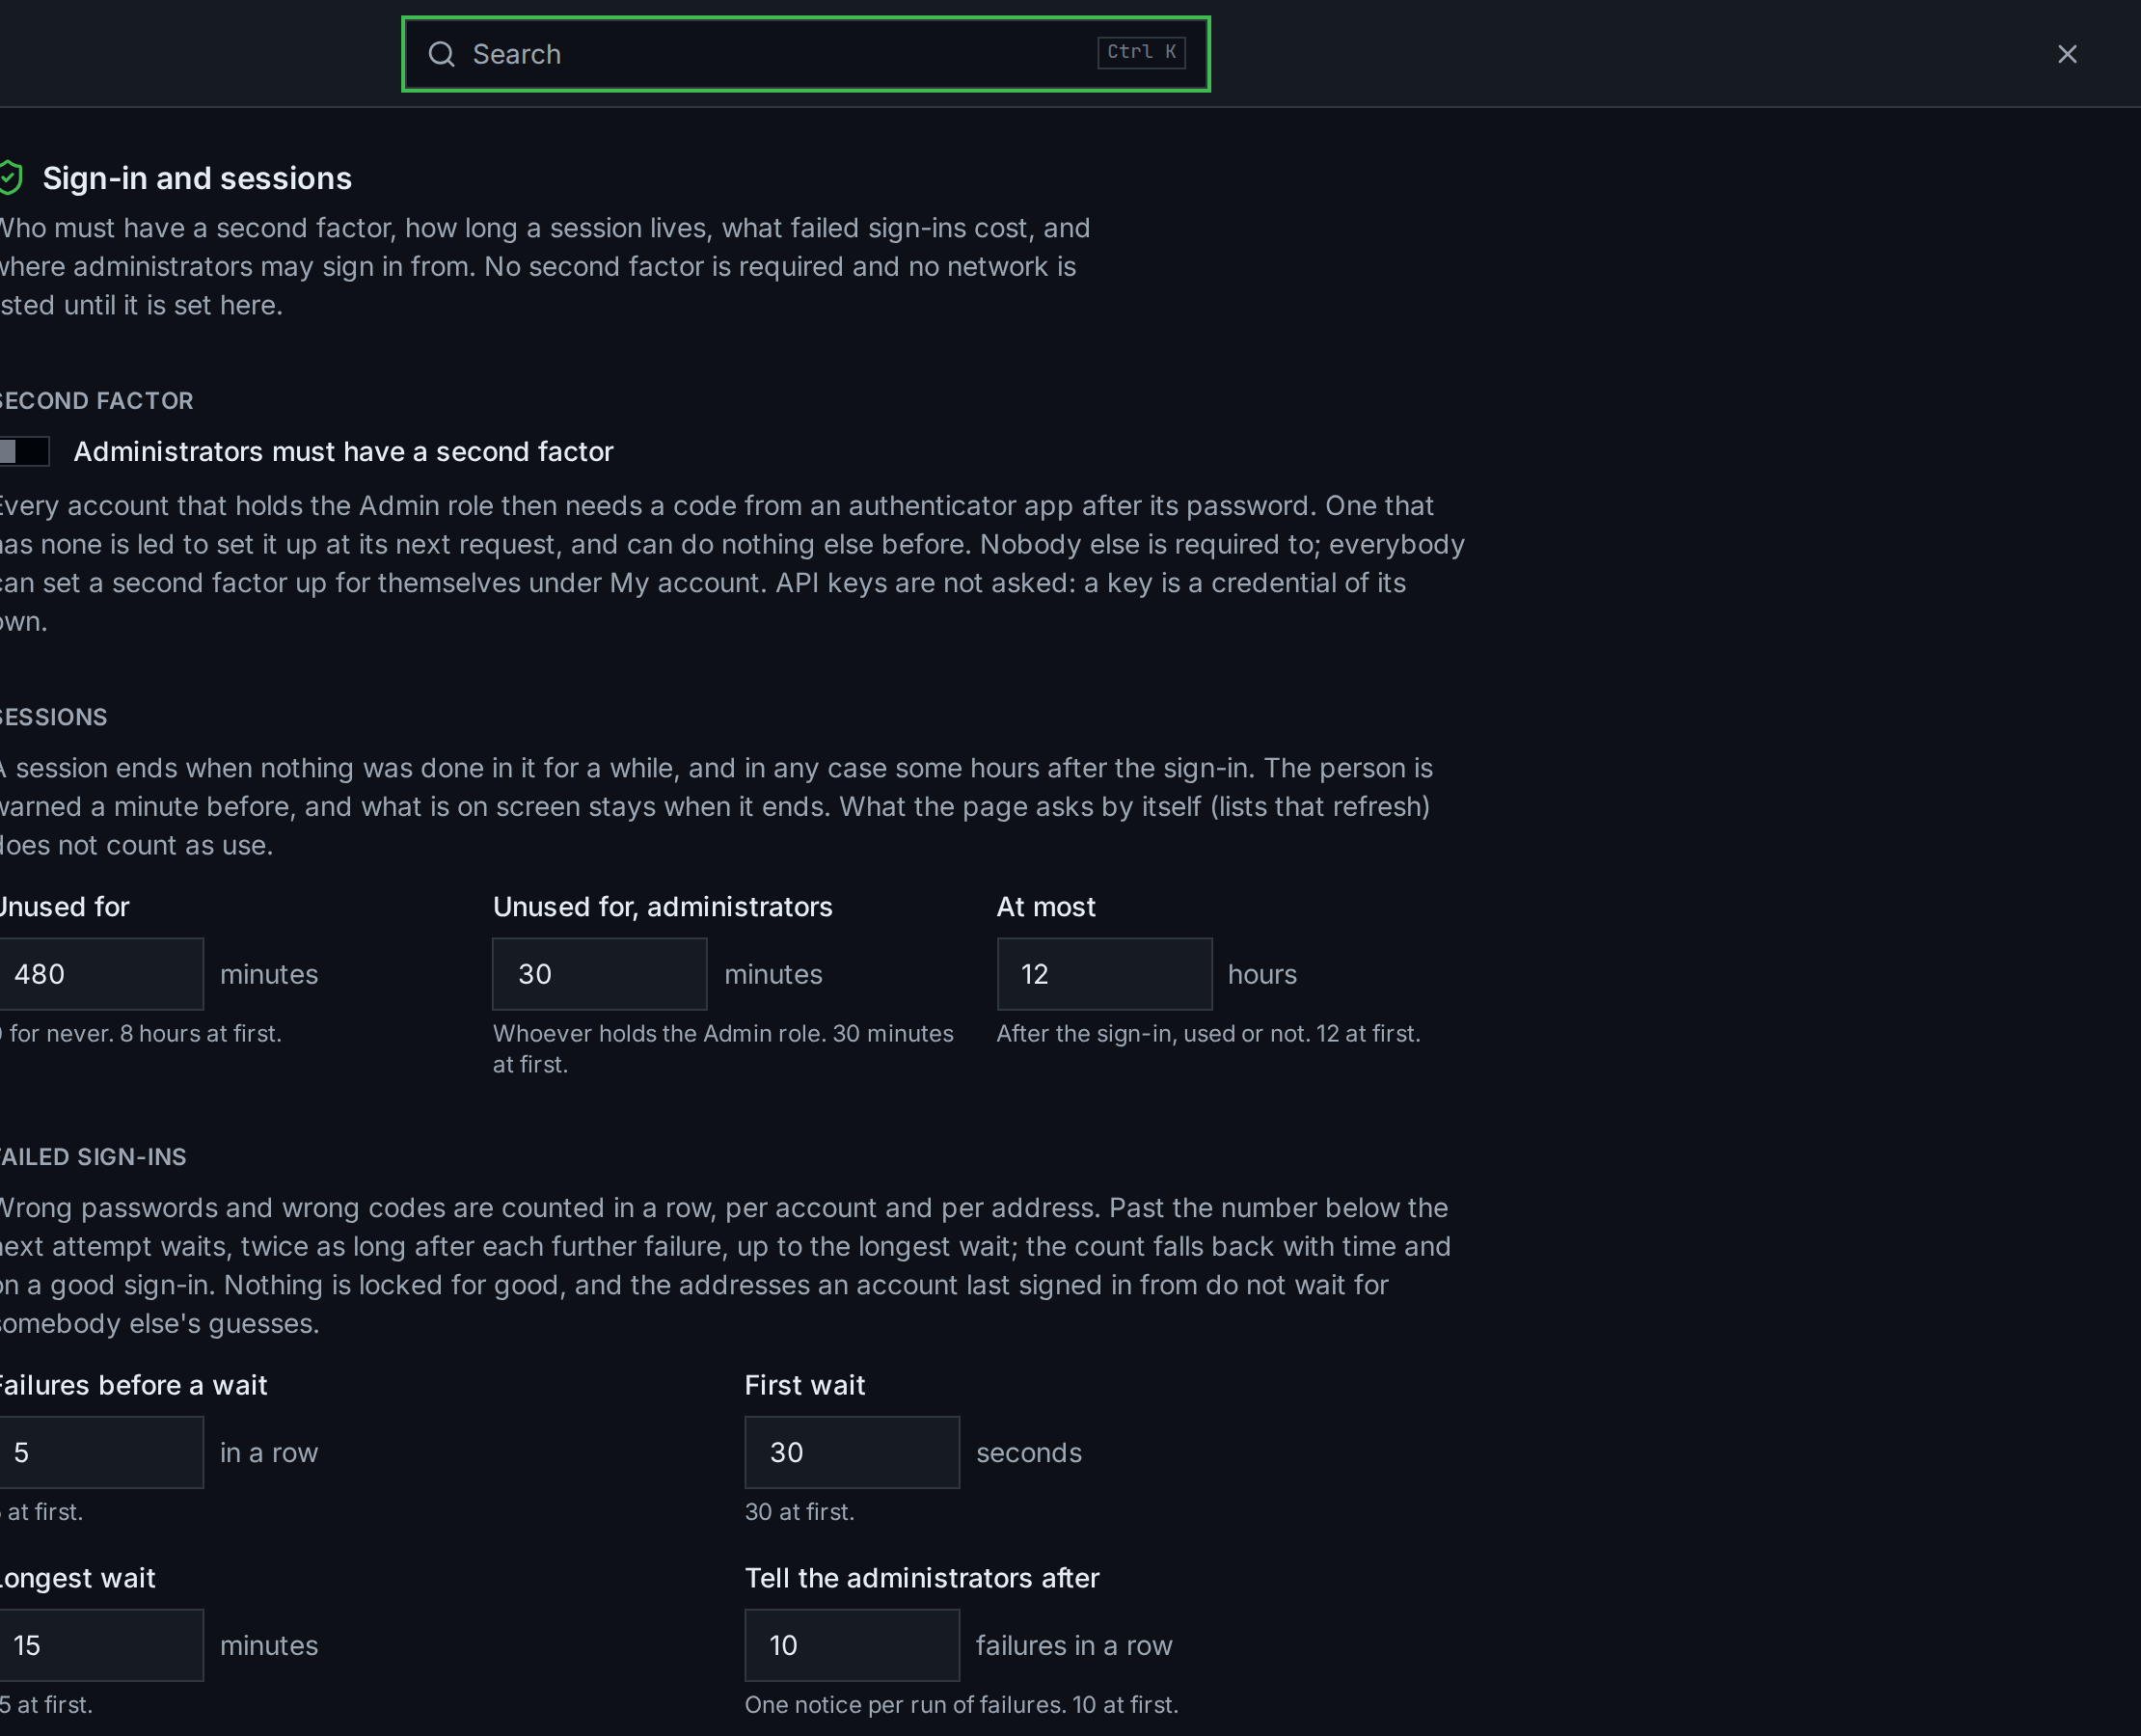 Search
Ctrl K
Sign-in and sessions
Who must have a second factor, how long a session lives, what failed sign-ins cost, and
where administrators may sign in from. No second factor is required and no network is
sted until it is set here.
SECOND FACTOR
Administrators must have a second factor
Every account that holds the Admin role then needs a code from an authenticator app after its password. One that
has none is led to set it up at its next request, and can do nothing else before. Nobody else is required to; everybody
can set a second factor up for themselves under My account. API keys are not asked: a key is a credential of its
own.
SESSIONS
A session ends when nothing was done in it for a while, and in any case some hours after the sign-in. The person is
warned a minute before, and what is on screen stays when it ends. What the page asks by itself (lists that refresh)
does not count as use.
Unused for
Unused for, administrators
At most
480 minutes
30 minutes
12 hours
0 for never. 8 hours at first.
Whoever holds the Admin role. 30 minutes
at first.
After the sign-in, used or not. 12 at first.
FAILED SIGN-INS
Wrong passwords and wrong codes are counted in a row, per account and per address. Past the number below the
next attempt waits, twice as long after each further failure, up to the longest wait; the count falls back with time and
on a good sign-in. Nothing is locked for good, and the addresses an account last signed in from do not wait for
somebody else's guesses.
Failures before a wait
First wait
5 in a row
30 seconds
at first.
30 at first.
Longest wait
Tell the administrators after
15 minutes
10 failures in a row
5 at first.
One notice per run of failures. 10 at first.